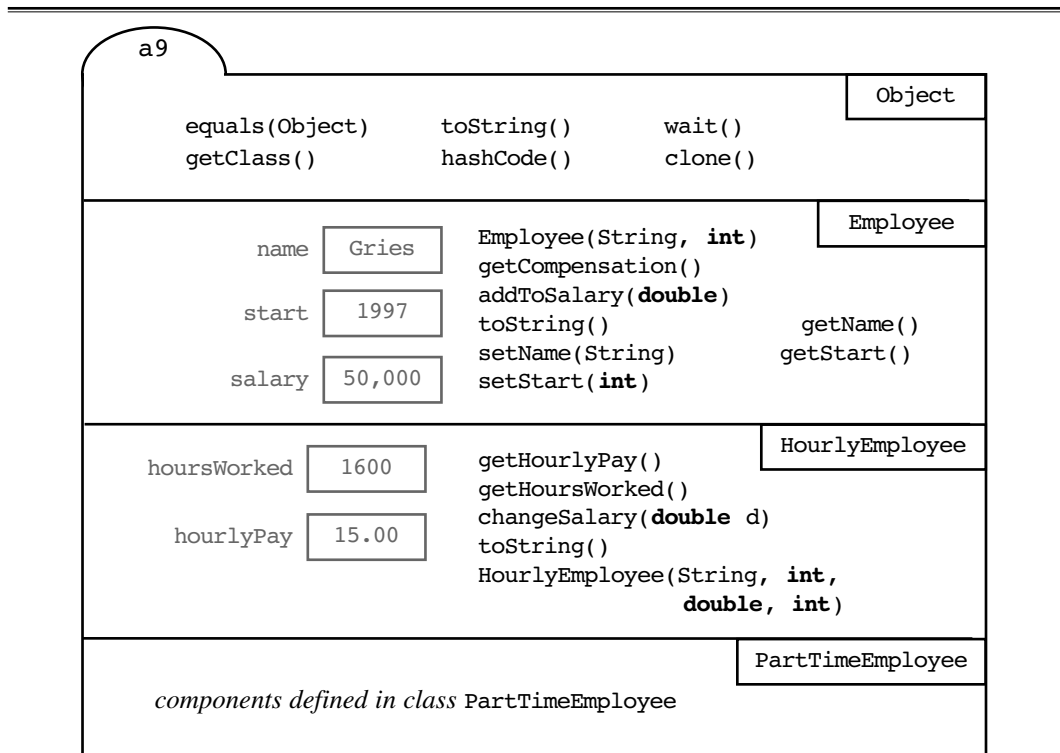 a9
Object
equals(Object) toString() wait()
getClass() hashCode() clone()
Employee
name Gries
start 1997
salary 50,000
Employee(String, int)
getCompensation()
addToSalary(double)
toString() getName()
setName(String) getStart()
setStart(int)
HourlyEmployee
hoursWorked 1600
hourlyPay 15.00
getHourlyPay()
getHoursWorked()
changeSalary(double d)
toString()
HourlyEmployee(String, int,
double, int)
PartTimeEmployee
components defined in class PartTimeEmployee